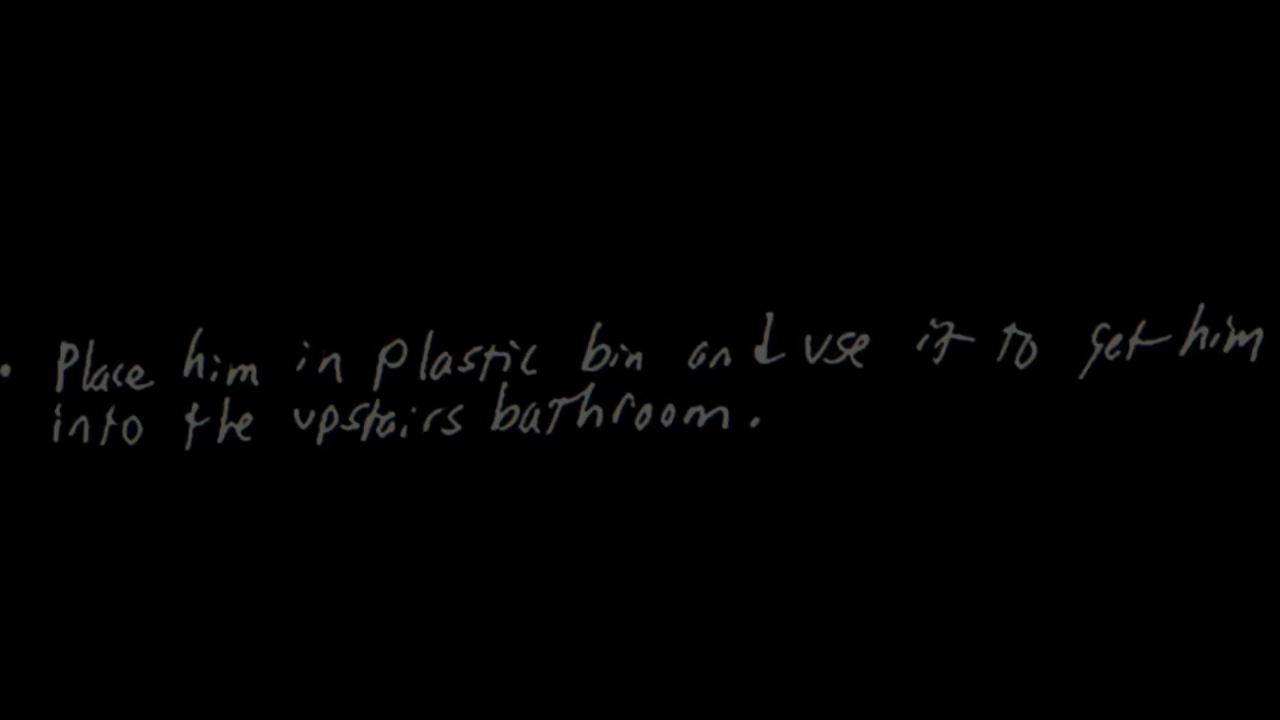 • Place him in plastic bin and use it to get him
into the upstairs bathroom.